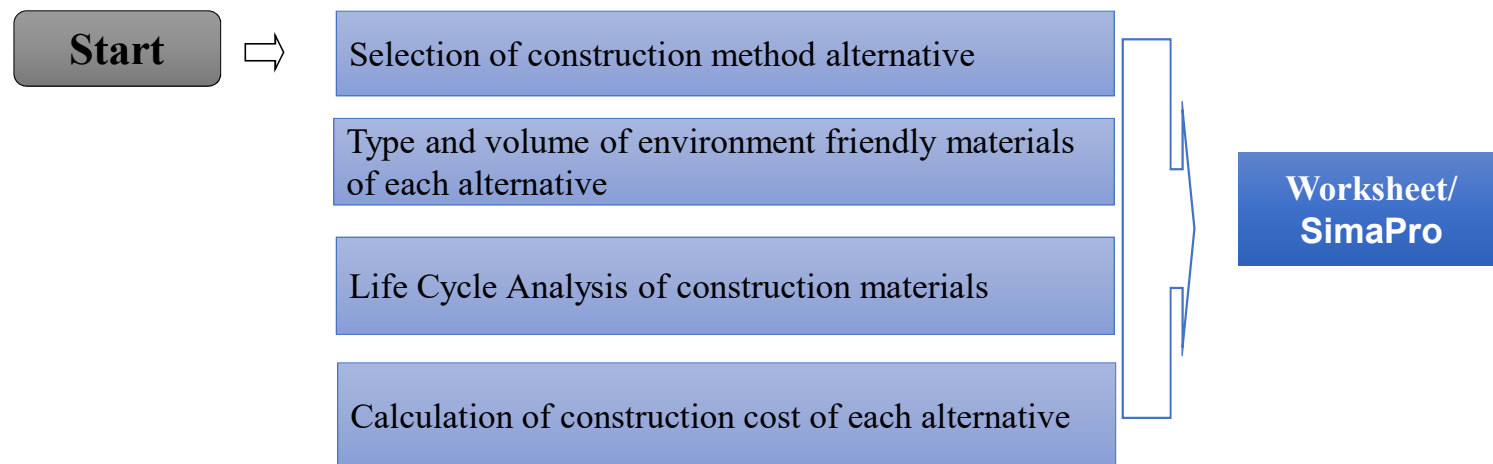 Start
Selection of construction method alternative
Type and volume of environment friendly materials
of each alternative
Life Cycle Analysis of construction materials
Calculation of construction cost of each alternative
Worksheet/
SimaPro